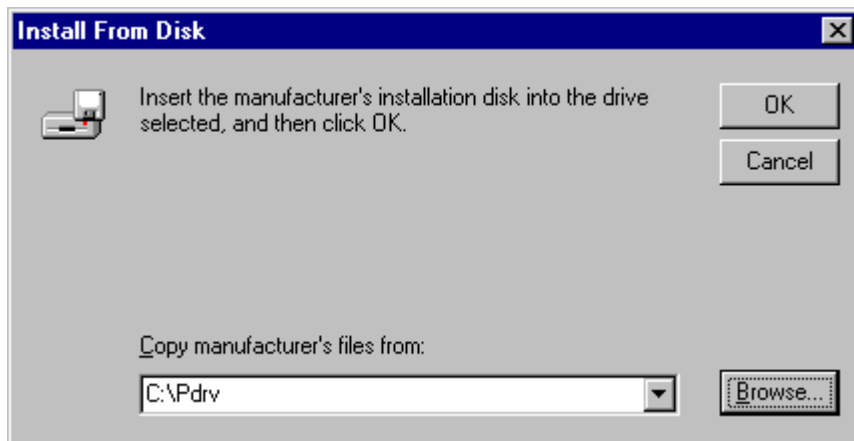 Install From Disk
Insert the manufacturer's installation disk into the drive
selected, and then click OK.
OK
Cancel
Copy manufacturer's files from:
C:\Pdrv
Browse...